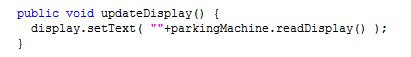 public void updateDisplay() {
  display.setText( ""+parkingMachine.readDisplay() );
}